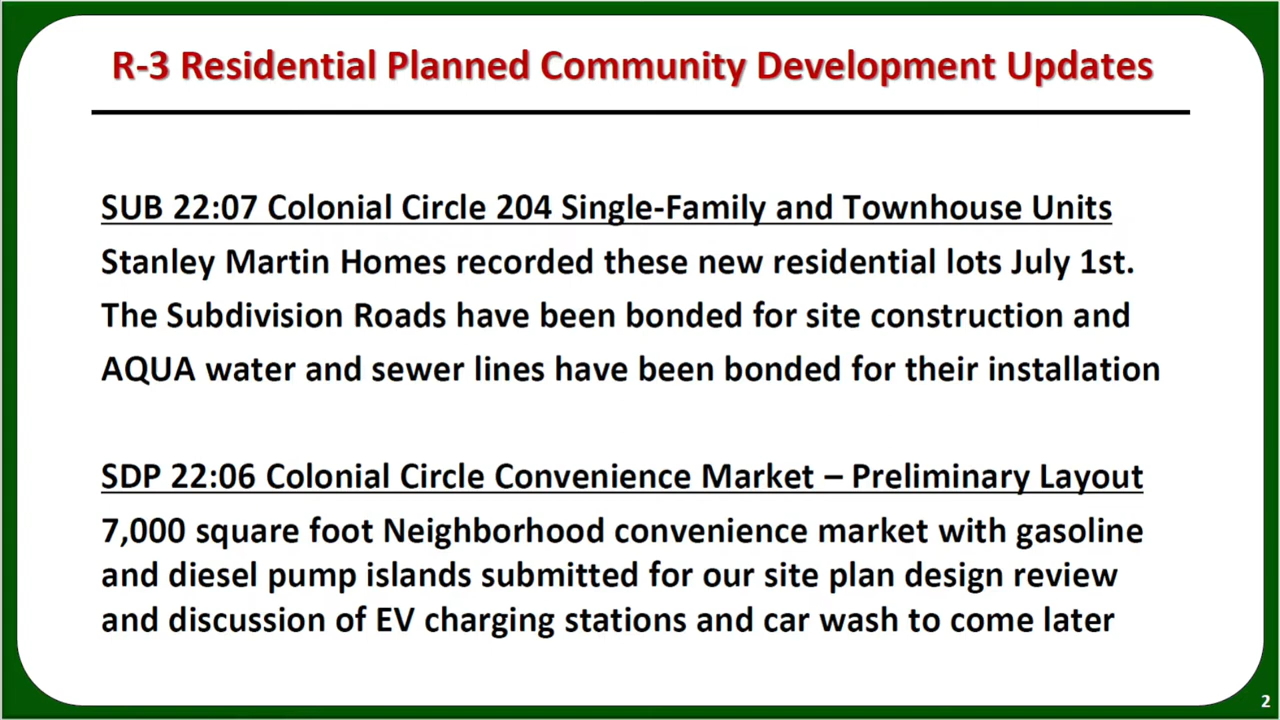 R-3 Residential Planned Community Development Updates
SUB 22:07 Colonial Circle 204 Single-Family and Townhouse Units
Stanley Martin Homes recorded these new residential lots July 1st.
The Subdivision Roads have been bonded for site construction and
AQUA water and sewer lines have been bonded for their installation
SDP 22:06 Colonial Circle Convenience Market – Preliminary Layout
7,000 square foot Neighborhood convenience market with gasoline
and diesel pump islands submitted for our site plan design review
and discussion of EV charging stations and car wash to come later
2